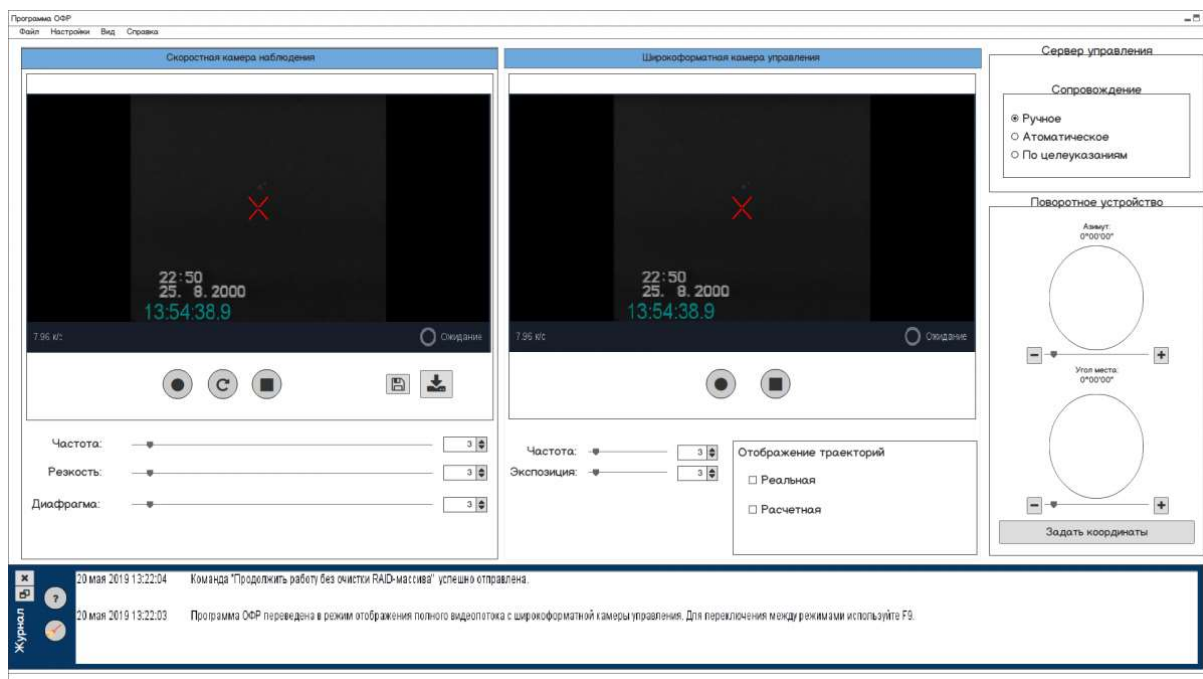 Программа ОФР
Файл Настройки Вид Справка
Скоростная камера наблюдения
22:50
25. 8.2000
13:54:38.9
7.96 к/с
Ожидание
Частота: 3
Резкость: 3
Диафрагма: 3
Широкоформатная камера управления
22:50
25. 8.2000
13:54:38.9
7.95 к/с
Ожидание
Частота: 3
Экспозиция: 3
Отображение траекторий
Реальная
Расчетная
Сервер управления
Сопровождение
Ручное
Атоматическое
По целеуказаниям
Поворотное устройство
Азимут:
0°00'00"
Угол места:
0°00'00"
Задать координаты
Журнал
20 мая 2019 13:22:04 Команда "Продолжить работу без очистки RAID-массива" успешно отправлена.
20 мая 2019 13:22:03 Программа ОФР переведена в режим отображения полного видеопотока с широкоформатной камеры управления. Для переключения между режимами используйте F9.